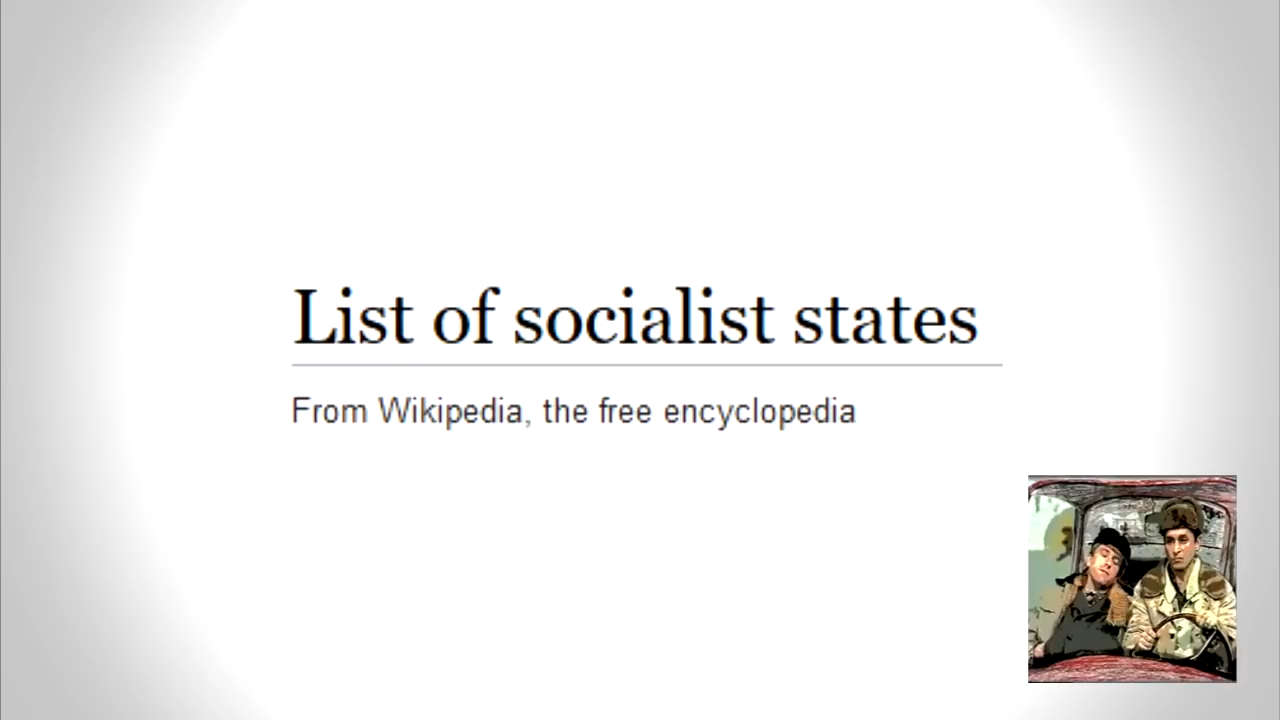 List of socialist states
From Wikipedia, the free encyclopedia